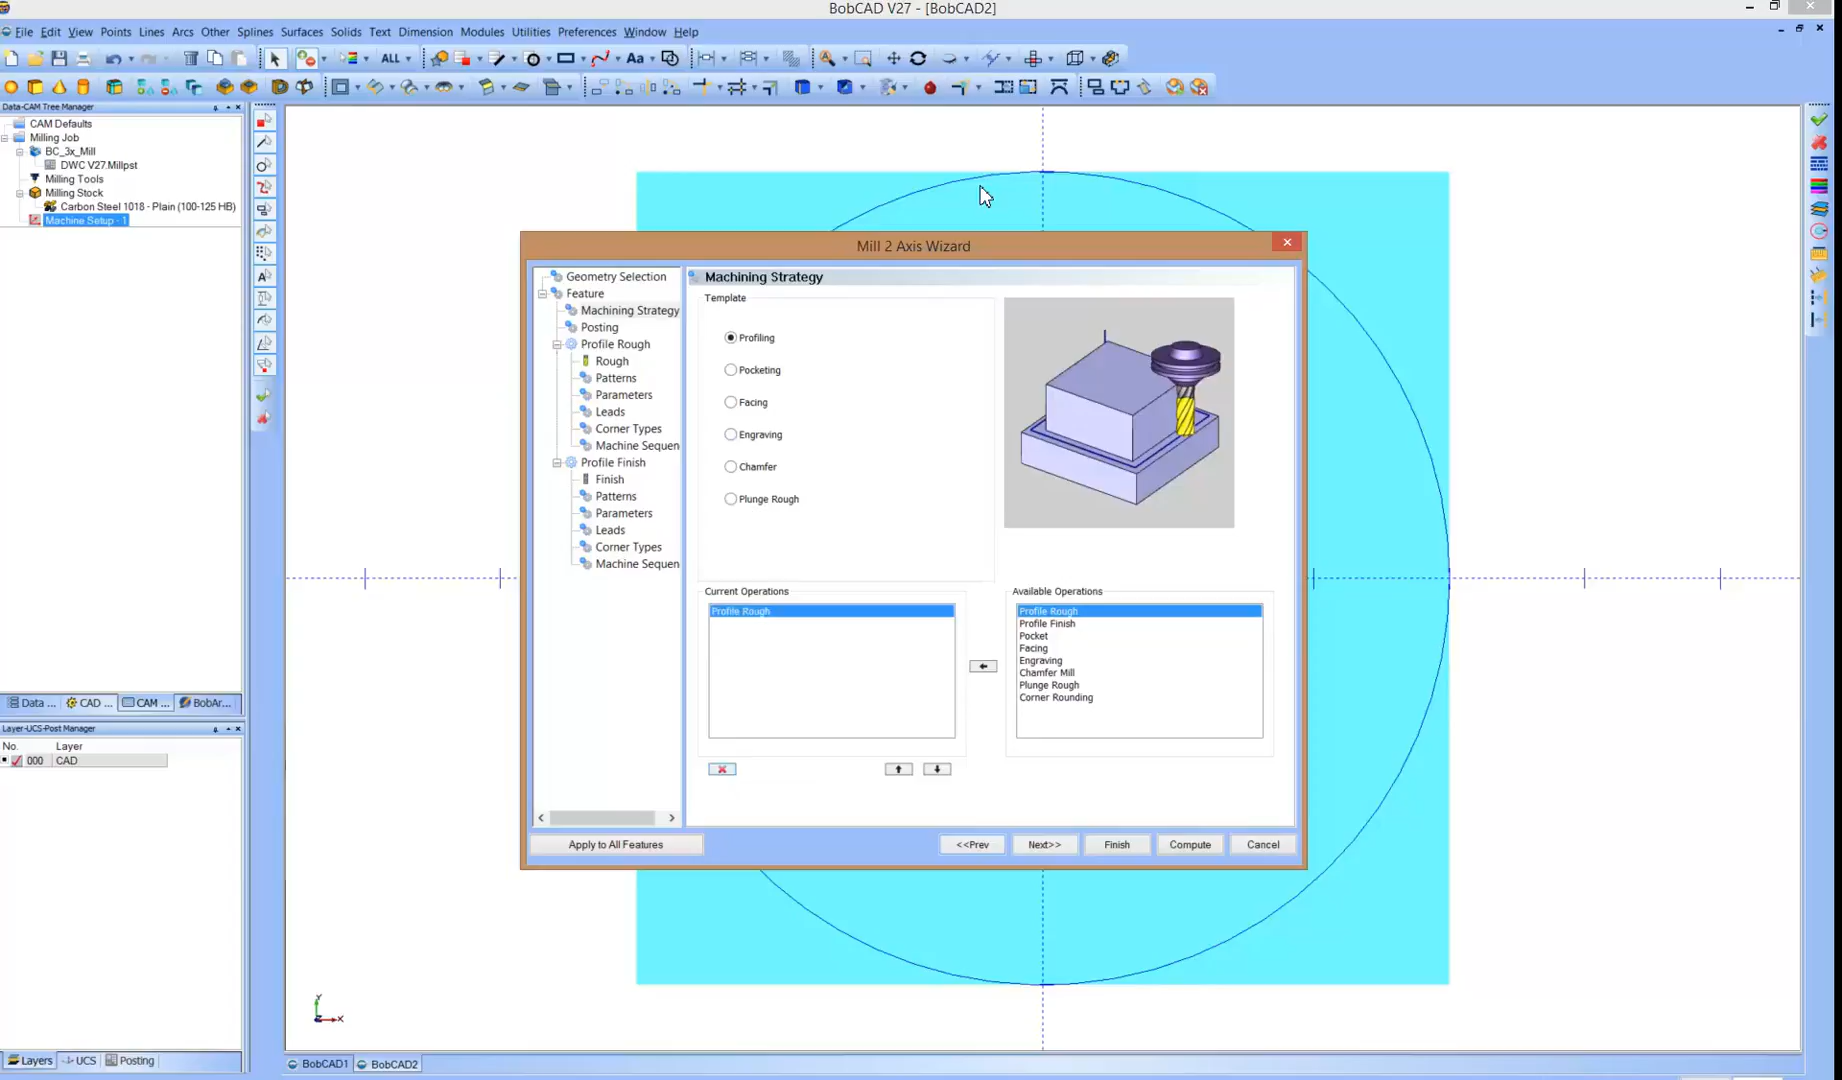 BobCAD V27 - [BobCAD2]
File Edit View Points Lines Arcs Other Splines Surfaces Solids Text Dimension Modules Utilities Preferences Window Help
ALL
Aa
Data-CAM Tree Manager
CAM Defaults
Milling Job
BC_3x_Mill
DWC V27.Millpst
Milling Tools
Milling Stock
Carbon Steel 1018 - Plain (100-125 HB)
Machine Setup - 1
A
Mill 2 Axis Wizard
Geometry Selection
Feature
Machining Strategy
Posting
Profile Rough
Rough
Patterns
Parameters
Leads
Corner Types
Machine Sequen
Profile Finish
Finish
Patterns
Parameters
Leads
Corner Types
Machine Sequen
Machining Strategy
Template
Profiling
Pocketing
Facing
Engraving
Chamfer
Plunge Rough
Current Operations
Profile Rough
Available Operations
Profile Rough
Profile Finish
Pocket
Facing
Engraving
Chamfer Mill
Plunge Rough
Corner Rounding
Apply to All Features
<<Prev Next>> Finish Compute Cancel
Data ... CAD ... CAM ... BobAr...
Layer-UCS-Post Manager
No. Layer
000 CAD
Y
X
Layers UCS Posting
BobCAD1 BobCAD2